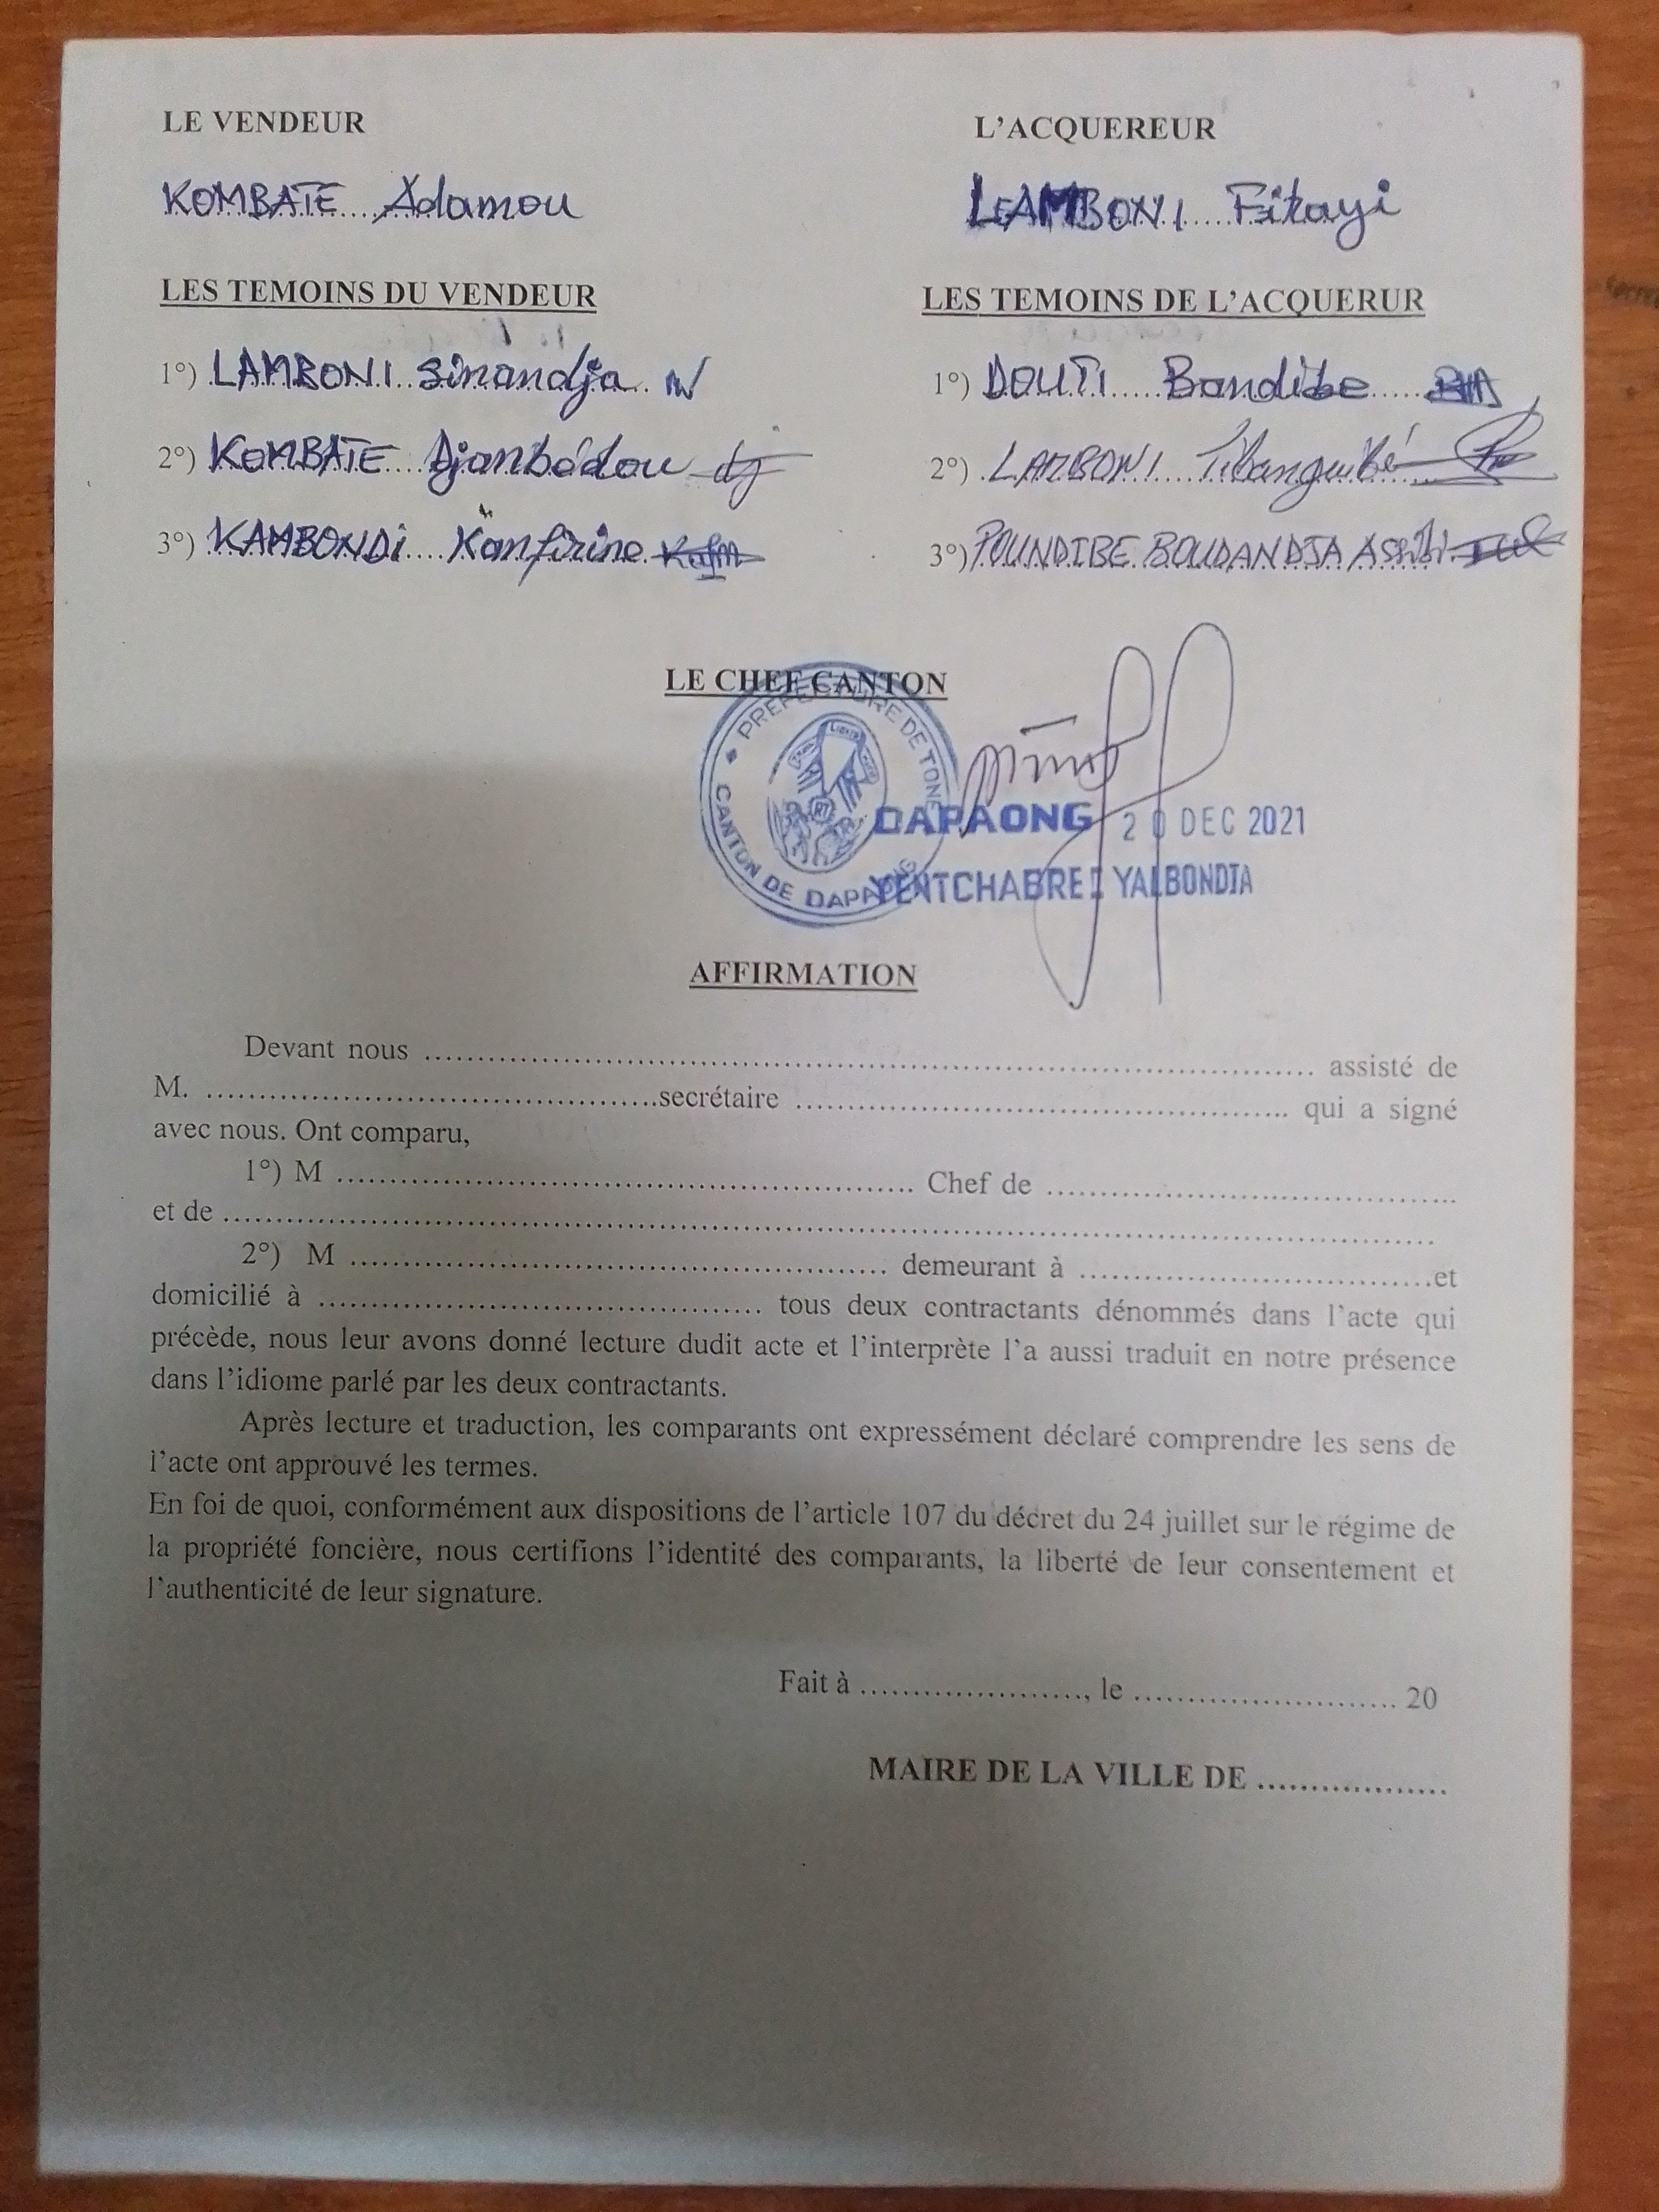 LE VENDEUR
L'ACQUEREUR
KOMBATE Adamou
LAMBONI Fitayi
LES TEMOINS DU VENDEUR
LES TEMOINS DE L'ACQUERUR
1°) LAMBONI Sinandja
1°) DOUTI Bandibe
2°) KOMBATE Djanbédou dj
2°) LAMBONI Tibanguibé
3°) KAMBONDi Kanfirine
3°) POUNDIBE BOUDANDJA Assibi
LE CHEF CANTON
PREFECTURE DE TONE
CANTON DE DAPAONG
RT
DAPAONG 20 DEC 2021
YENTCHABRE I YALBONDJA
AFFIRMATION
Devant nous ........ assisté de
M. ........secrétaire ........ qui a signé
avec nous. Ont comparu,
1°) M ........ Chef de ........
et de ........
2°) M ........ demeurant à ........et
domicilié à ........ tous deux contractants dénommés dans l'acte qui
précède, nous leur avons donné lecture dudit acte et l'interprète l'a aussi traduit en notre présence
dans l'idiome parlé par les deux contractants.
Après lecture et traduction, les comparants ont expressément déclaré comprendre les sens de
l'acte ont approuvé les termes.
En foi de quoi, conformément aux dispositions de l'article 107 du décret du 24 juillet sur le régime de
la propriété foncière, nous certifions l'identité des comparants, la liberté de leur consentement et
l'authenticité de leur signature.
Fait à ........, le ........ 20
MAIRE DE LA VILLE DE ........